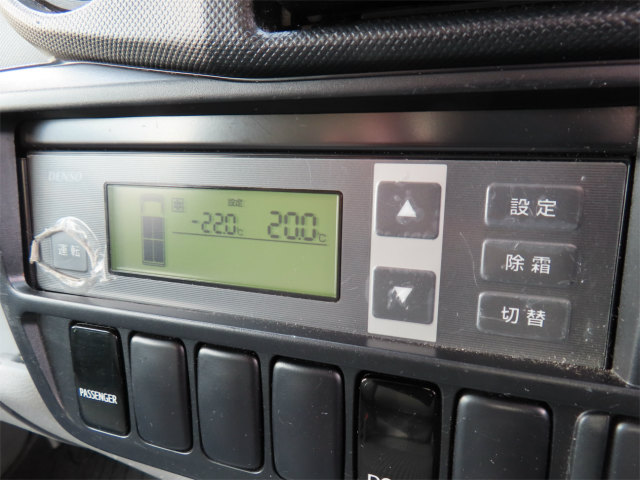 DENSO
設定
-22.0℃ 20.0℃
運転
設定
除霜
切替
PASSENGER